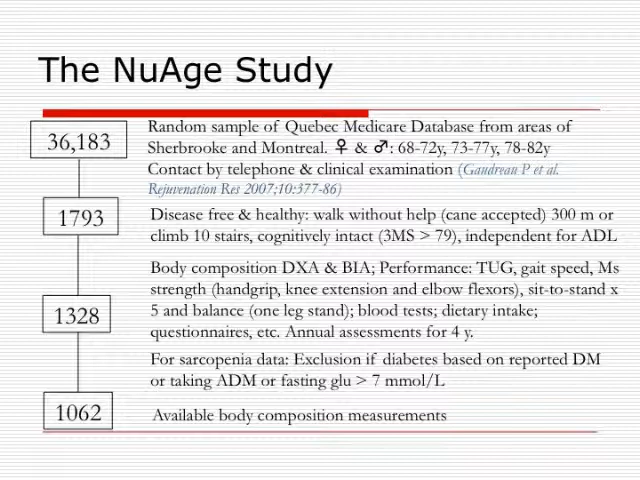 The NuAge Study
36,183
Random sample of Quebec Medicare Database from areas of
Sherbrooke and Montreal. ♀ & ♂: 68-72y, 73-77y, 78-82y
Contact by telephone & clinical examination (Gaudreau P et al.
Rejuvenation Res 2007;10:377-86)
1793
Disease free & healthy: walk without help (cane accepted) 300 m or
climb 10 stairs, cognitively intact (3MS > 79), independent for ADL
Body composition DXA & BIA; Performance: TUG, gait speed, Ms
strength (handgrip, knee extension and elbow flexors), sit-to-stand x
5 and balance (one leg stand); blood tests; dietary intake;
questionnaires, etc. Annual assessments for 4 y.
1328
For sarcopenia data: Exclusion if diabetes based on reported DM
or taking ADM or fasting glu > 7 mmol/L
1062
Available body composition measurements